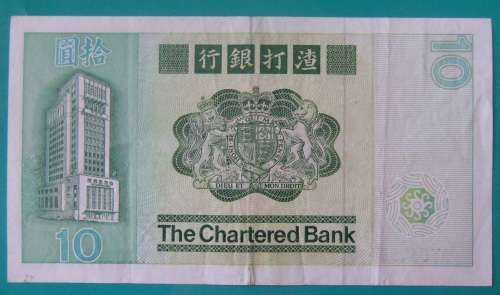 圓拾
行銀打渣
10
DIEU ET MON DROIT
The Chartered Bank
10